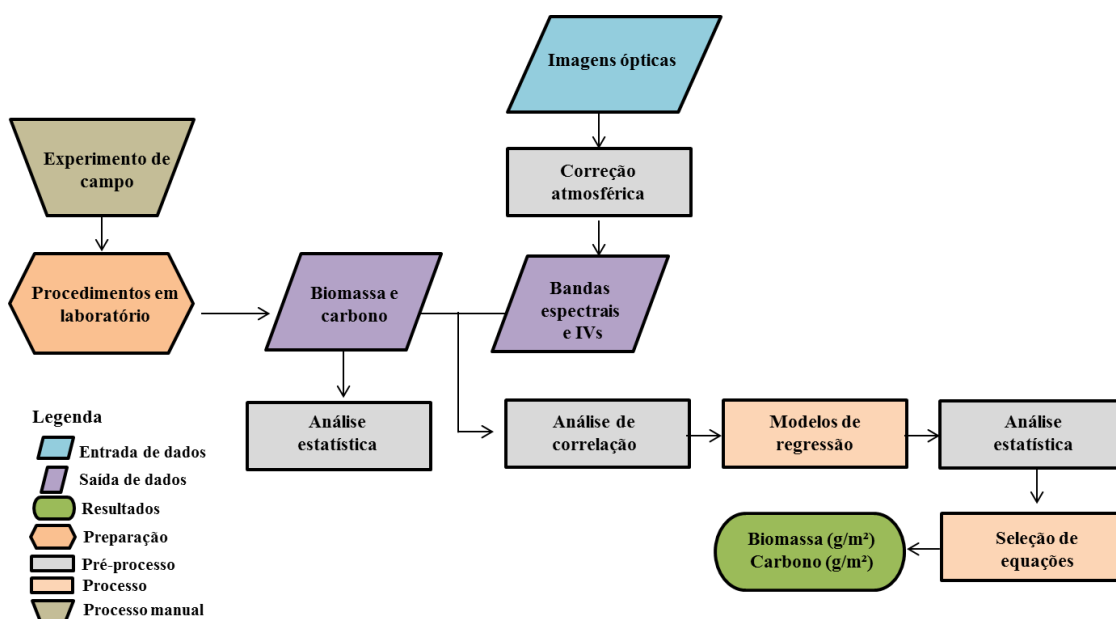 Imagens ópticas
Experimento de
campo
Correção
atmosférica
Procedimentos em
laboratório
Biomassa e
carbono
Bandas
espectrais
e IVs
Análise
estatística
Análise de
correlação
Modelos de
regressão
Análise
estatística
Biomassa (g/m²)
Carbono (g/m²)
Seleção de
equações
Legenda
Entrada de dados
Saída de dados
Resultados
Preparação
Pré-processo
Processo
Processo manual